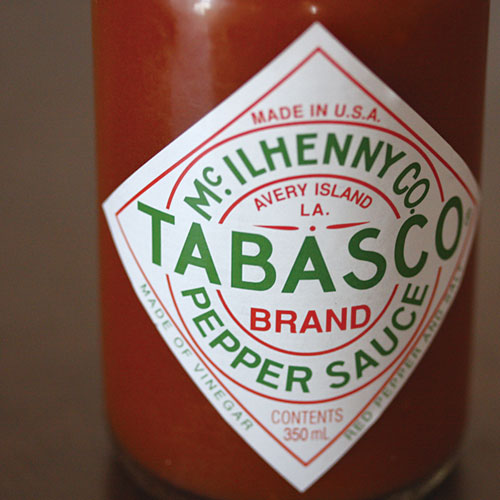 MADE IN U.S.A.
McILHENNY CO.
AVERY ISLAND
LA.
TABASCO®
BRAND
PEPPER SAUCE
MADE OF VINEGAR
RED PEPPER AND SALT
CONTENTS
350 mL